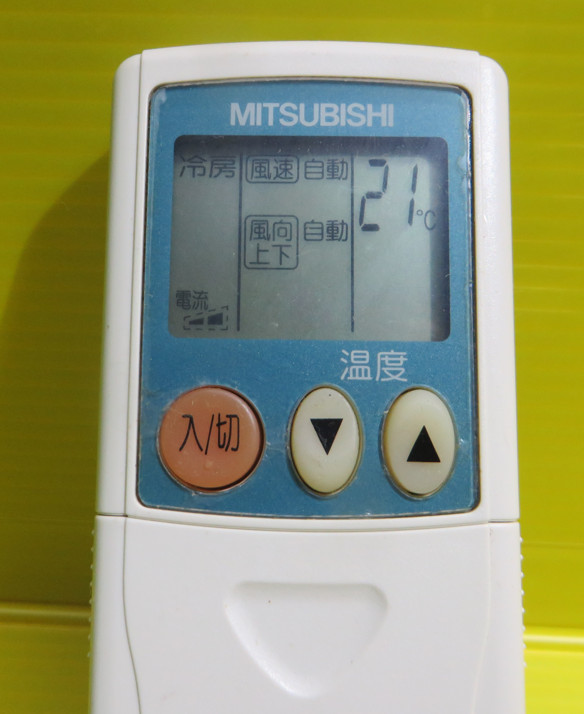 MITSUBISHI
冷房 風速 自動 21℃
風向 上下 自動
電流
温度
入/切 ▼ ▲